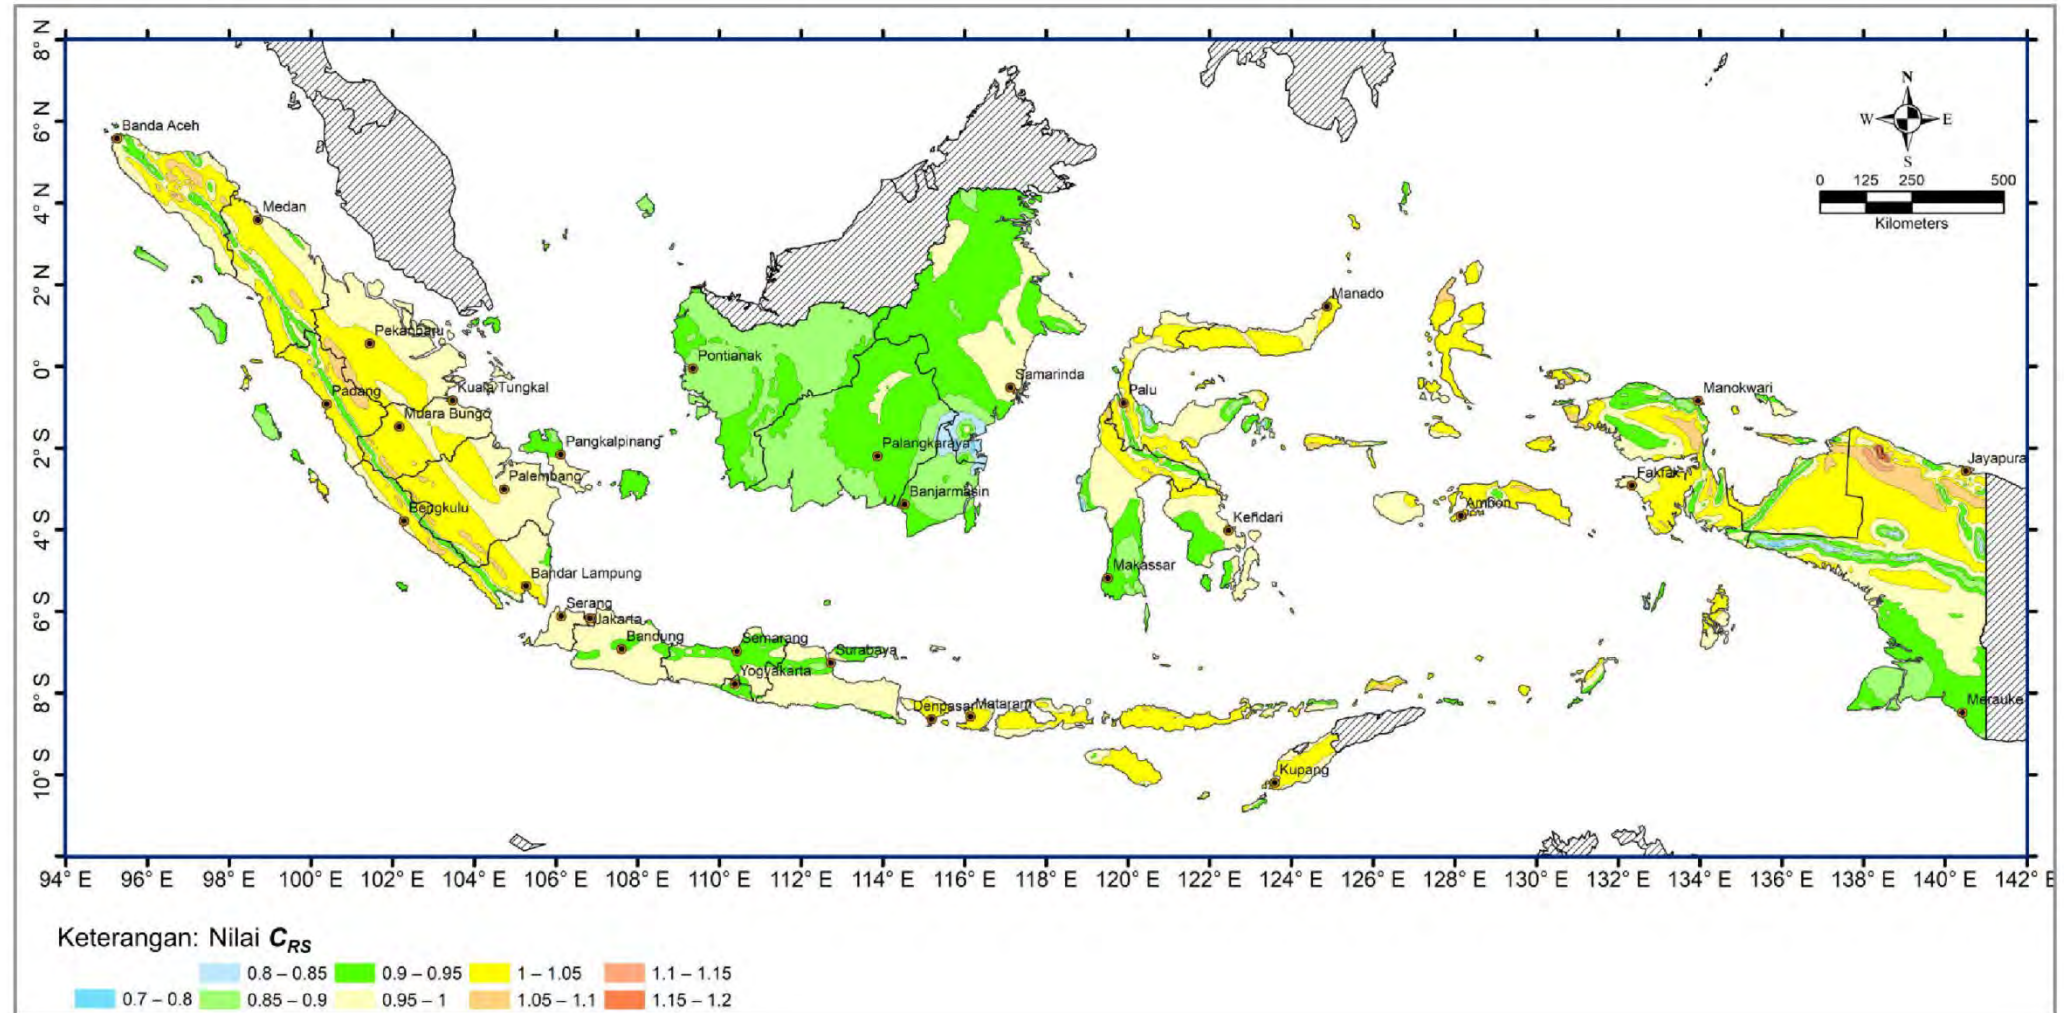 8° N
6° N
4° N
2° N
0°
2° S
4° S
6° S
8° S
10° S
N
W
E
S
0 125 250 500
Kilometers
Banda Aceh
Medan
Pekanbaru
Padang
Kuala Tungkal
Muara Bungo
Pangkalpinang
Palembang
Bengkulu
Bandar Lampung
Serang
Jakarta
Bandung
Semarang
Yogyakarta
Surabaya
Denpasar
Mataram
Kupang
Pontianak
Samarinda
Palangkaraya
Banjarmasin
Manado
Palu
Kendari
Makassar
Ambon
Fakfak
Manokwari
Jayapura
Merauke
94° E 96° E 98° E 100° E 102° E 104° E 106° E 108° E 110° E 112° E 114° E 116° E 118° E 120° E 122° E 124° E 126° E 128° E 130° E 132° E 134° E 136° E 138° E 140° E 142° E
Keterangan: Nilai C_RS
0.8 – 0.85 0.9 – 0.95 1 – 1.05 1.1 – 1.15
0.7 – 0.8 0.85 – 0.9 0.95 – 1 1.05 – 1.1 1.15 – 1.2